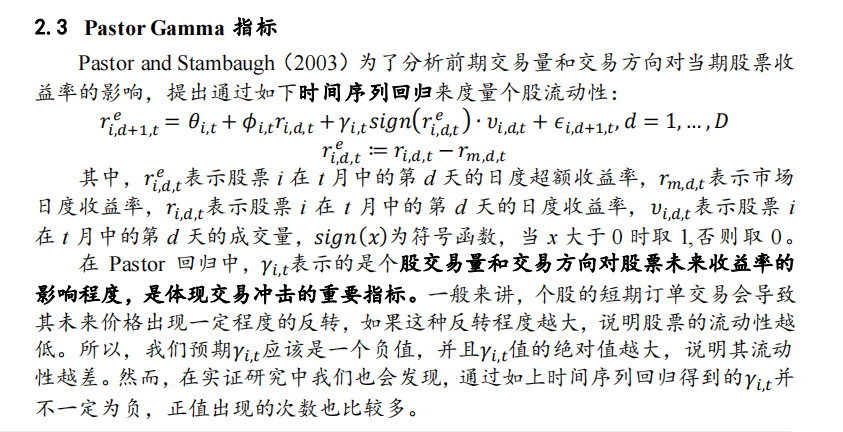 2.3 Pastor Gamma 指标
Pastor and Stambaugh（2003）为了分析前期交易量和交易方向对当期股票收
益率的影响，提出通过如下时间序列回归来度量个股流动性：
r^e_{i,d+1,t} = θ_{i,t} + ϕ_{i,t}r_{i,d,t} + γ_{i,t}sign(r^e_{i,d,t}) · υ_{i,d,t} + ϵ_{i,d+1,t}, d = 1, … , D
r^e_{i,d,t} ≔ r_{i,d,t} − r_{m,d,t}
其中，r^e_{i,d,t}表示股票 i 在 t 月中的第 d 天的日度超额收益率，r_{m,d,t}表示市场
日度收益率，r_{i,d,t}表示股票 i 在 t 月中的第 d 天的日度收益率，υ_{i,d,t}表示股票 i
在 t 月中的第 d 天的成交量，sign(x)为符号函数，当 x 大于 0 时取 1,否则取 0。
在 Pastor 回归中，γ_{i,t}表示的是个股交易量和交易方向对股票未来收益率的
影响程度，是体现交易冲击的重要指标。一般来讲，个股的短期订单交易会导致
其未来价格出现一定程度的反转，如果这种反转程度越大，说明股票的流动性越
低。所以，我们预期γ_{i,t}应该是一个负值，并且γ_{i,t}值的绝对值越大，说明其流动
性越差。然而，在实证研究中我们也会发现，通过如上时间序列回归得到的γ_{i,t}并
不一定为负，正值出现的次数也比较多。